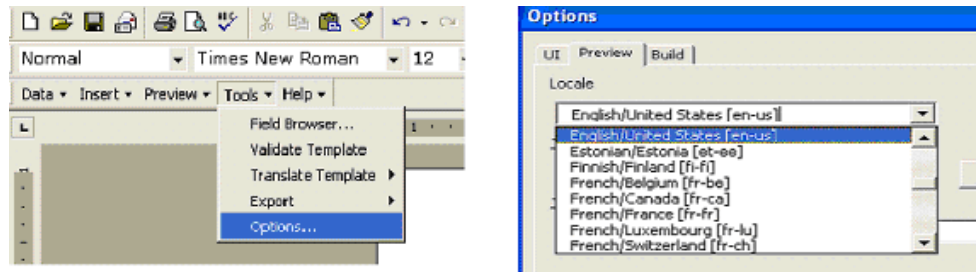 Normal Times New Roman 12
Data Insert Preview Tools Help
L
1
Field Browser...
Validate Template
Translate Template
Export
Options...
Options
UI Preview Build
Locale
English/United States [en-us]
English/United States [en-us]
Estonian/Estonia [et-ee]
Finnish/Finland [fi-fi]
French/Belgium [fr-be]
French/Canada [fr-ca]
French/France [fr-fr]
French/Luxembourg [fr-lu]
French/Switzerland [fr-ch]